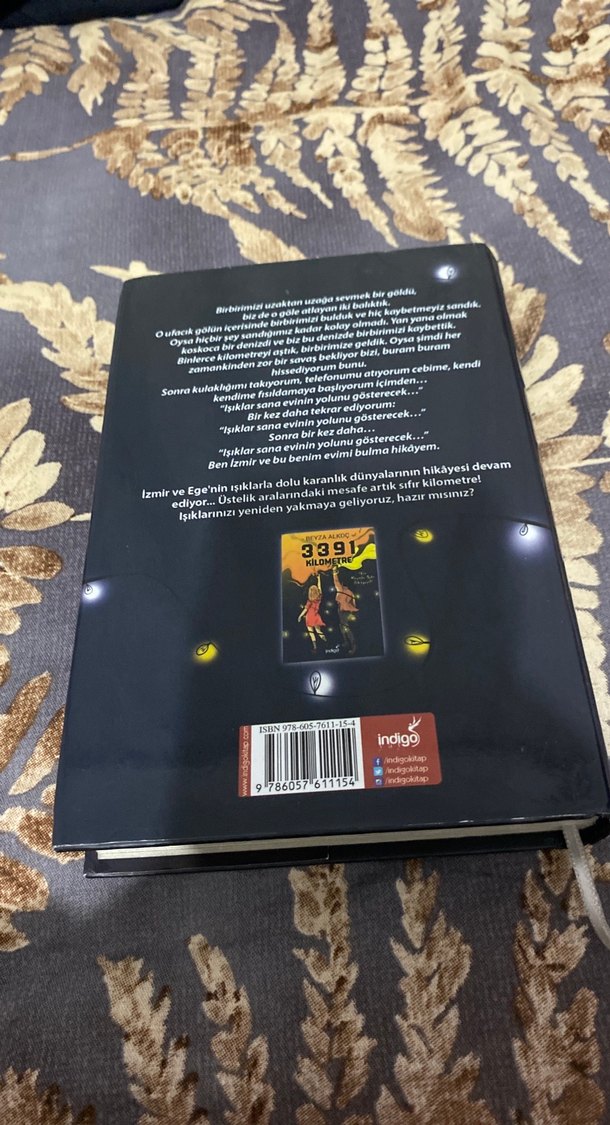 Birbirimizi uzaktan uzağa sevmek bir göldü,
biz de o göle atlayan iki balıktık.
O ufacık gölün içerisinde birbirimizi bulduk ve hiç kaybetmeyiz sandık.
Oysa hiçbir şey sandığımız kadar kolay olmadı. Yan yana olmak
koskoca bir denizdi ve biz bu denizde birbirimizi kaybettik.
Binlerce kilometreyi aştık, birbirimize geldik. Oysa şimdi her
zamankinden zor bir savaş bekliyor bizi, buram buram
hissediyorum bunu.
Sonra kulaklığımı takıyorum, telefonumu atıyorum cebime, kendi
kendime fısıldamaya başlıyorum içimden…
“Işıklar sana evinin yolunu gösterecek…”
Bir kez daha tekrar ediyorum:
“Işıklar sana evinin yolunu gösterecek…”
Sonra bir kez daha…
“Işıklar sana evinin yolunu gösterecek…”
Ben İzmir ve bu benim evimi bulma hikâyem.
İzmir ve Ege'nin ışıklarla dolu karanlık dünyalarının hikâyesi devam
ediyor... Üstelik aralarındaki mesafe artık sıfır kilometre!
Işıklarınızı yeniden yakmaya geliyoruz, hazır mısınız?
BEYZA ALKOÇ
3391
KİLOMETRE
indigo
www.indigokitap.com
ISBN 978-605-7611-15-4
9 786057 611154
indigo
/indigokitap
/indigokitap
/indigokitap